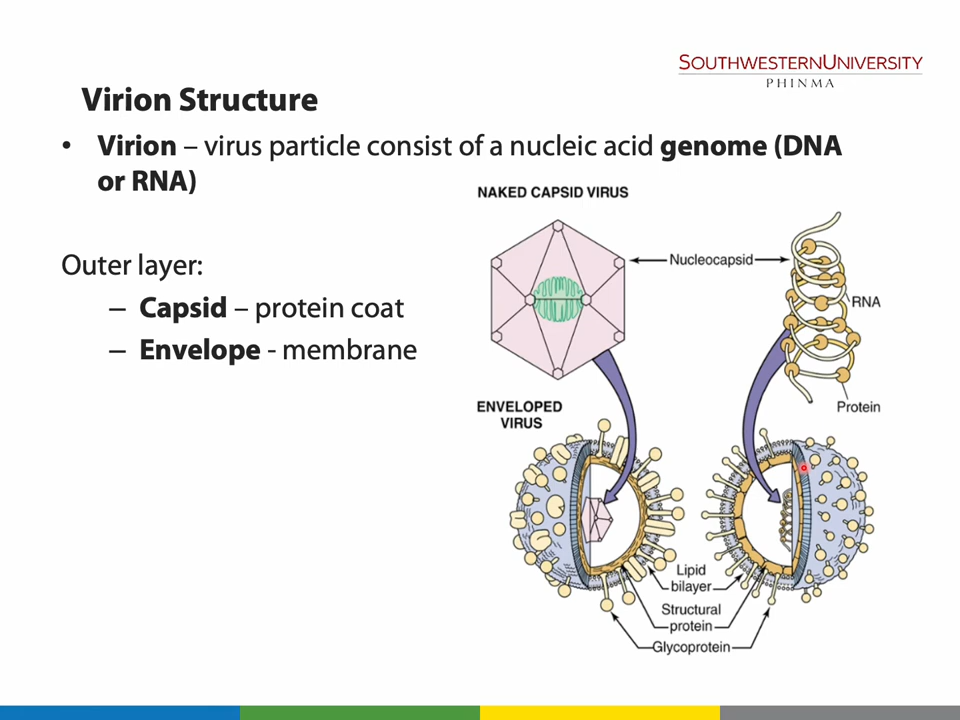 SOUTHWESTERNUNIVERSITY
PHINMA
Virion Structure
• Virion – virus particle consist of a nucleic acid genome (DNA
or RNA)
NAKED CAPSID VIRUS
Outer layer:
– Capsid – protein coat
– Envelope - membrane
Nucleocapsid
RNA
Protein
ENVELOPED
VIRUS
Lipid
bilayer
Structural
protein
Glycoprotein